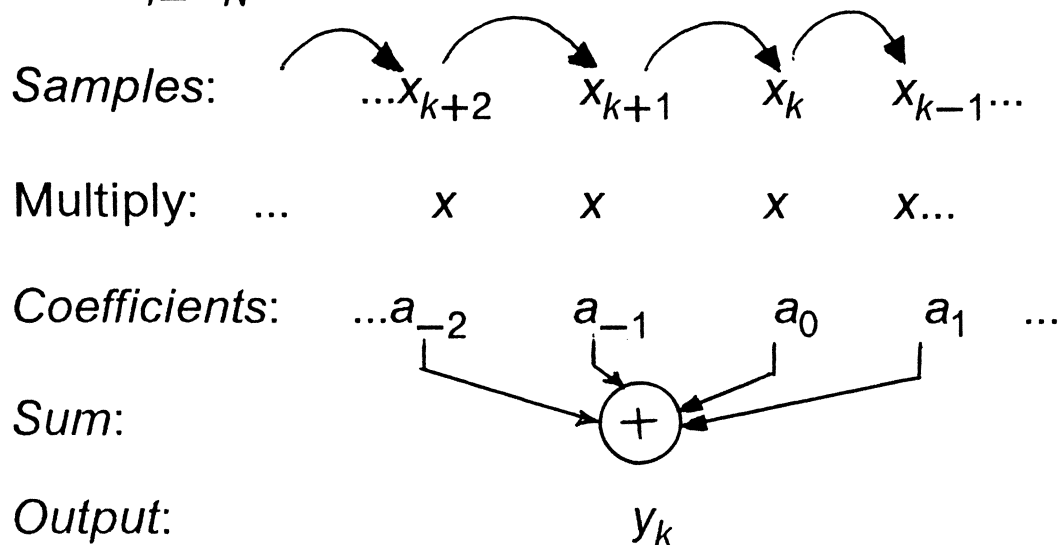 Samples: ...x_{k+2} x_{k+1} x_k x_{k-1}...
Multiply: ... x x x x...
Coefficients: ...a_{-2} a_{-1} a_0 a_1 ...
Sum: +
Output: y_k